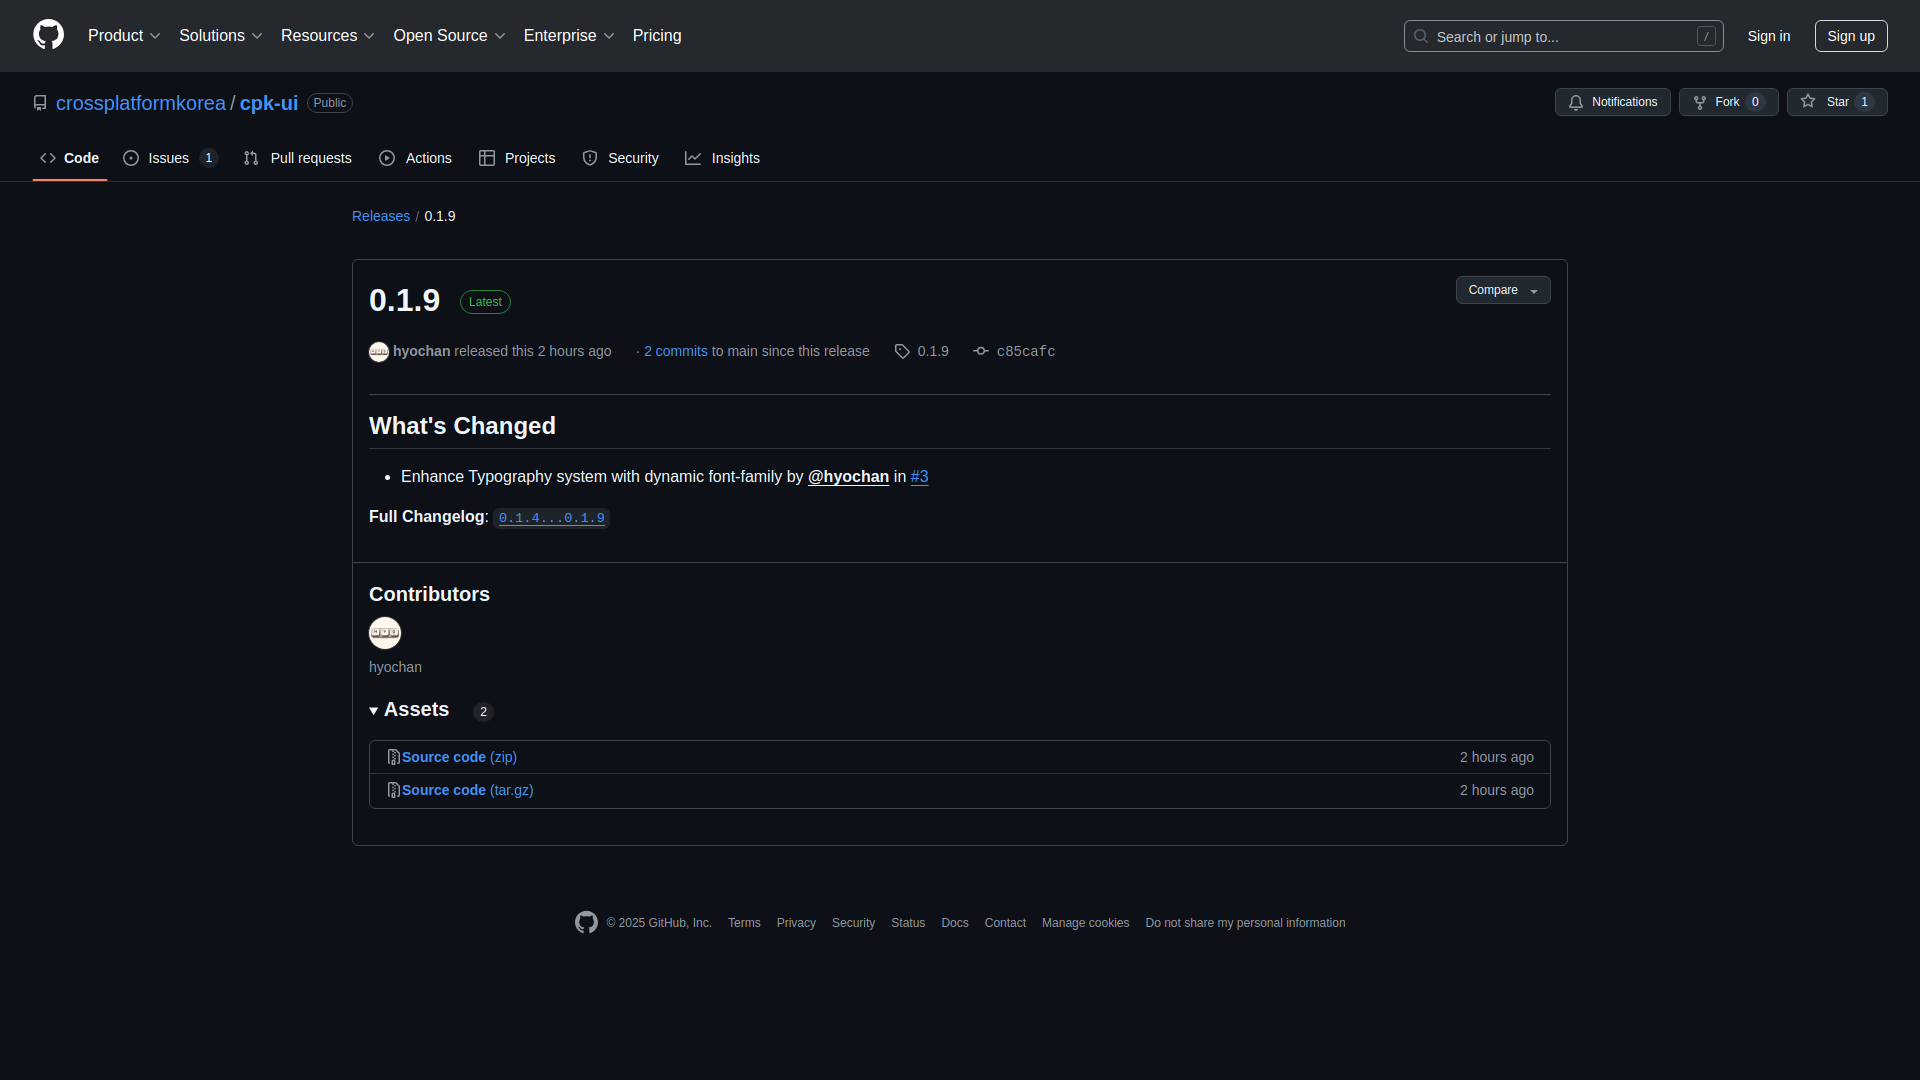 Product Solutions Resources Open Source Enterprise Pricing Search or jump to... / Sign in Sign up
crossplatformkorea / cpk-ui Public Notifications Fork 0 Star 1
Code Issues 1 Pull requests Actions Projects Security Insights
Releases / 0.1.9
0.1.9 Latest Compare
hyochan released this 2 hours ago · 2 commits to main since this release 0.1.9 c85cafc
What's Changed
• Enhance Typography system with dynamic font-family by @hyochan in #3
Full Changelog: 0.1.4...0.1.9
Contributors
hyochan
Assets 2
Source code (zip) 2 hours ago
Source code (tar.gz) 2 hours ago
© 2025 GitHub, Inc. Terms Privacy Security Status Docs Contact Manage cookies Do not share my personal information